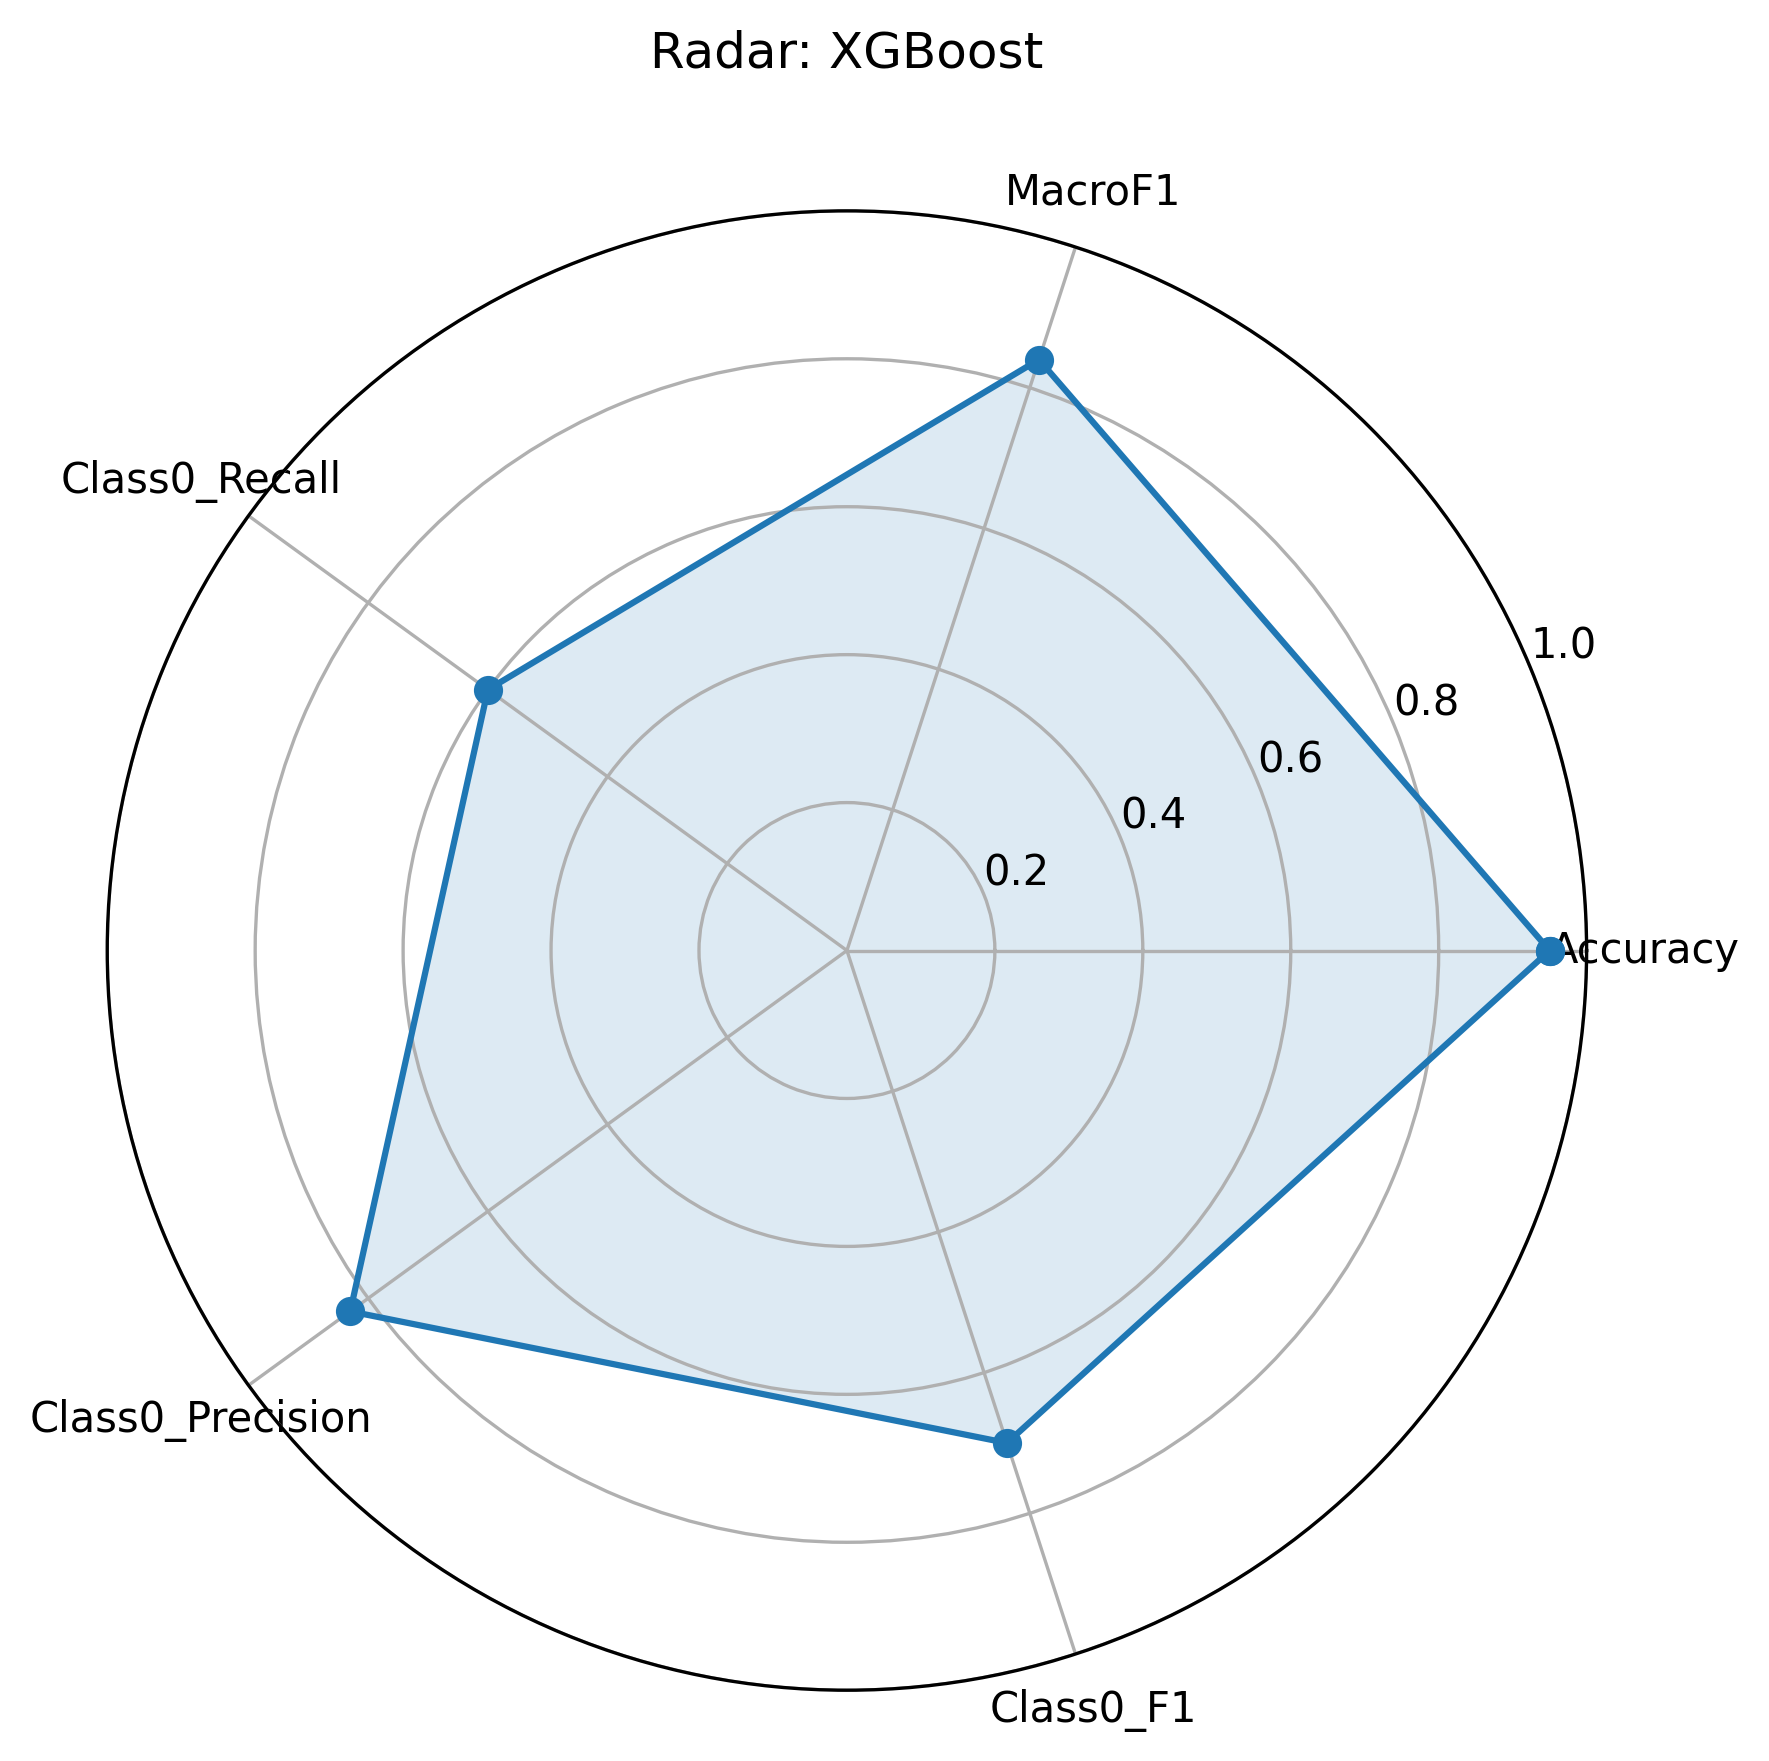 Radar: XGBoost
MacroF1
Class0_Recall
1.0
0.8
0.6
0.4
0.2
Accuracy
Class0_Precision
Class0_F1